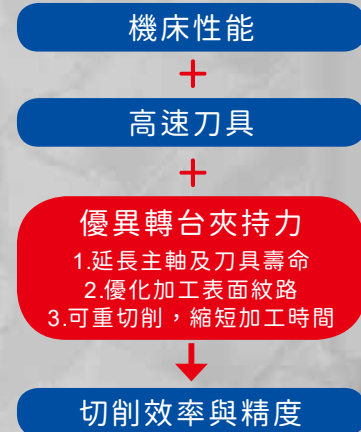 機床性能
+
高速刀具
+
優異轉台夾持力
1.延長主軸及刀具壽命
2.優化加工表面紋路
3.可重切削，縮短加工時間
切削效率與精度